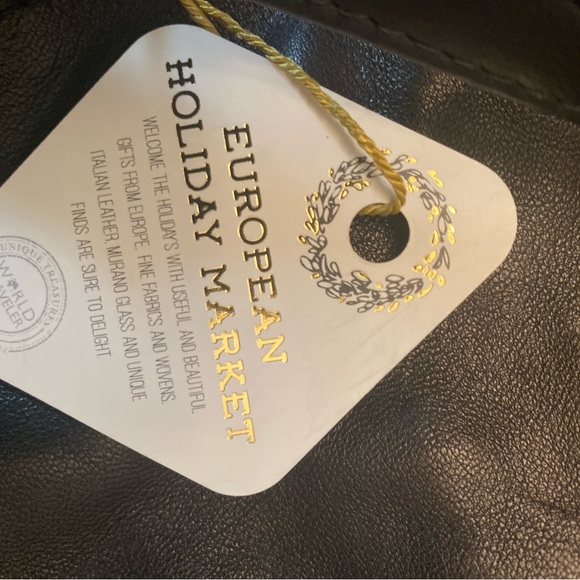 EUROPEAN
HOLIDAY MARKET
WELCOME THE HOLIDAY'S WITH USEFUL AND BEAUTIFUL
GIFTS FROM EUROPE. FINE FABRICS AND WOVENS.
ITALIAN LEATHER, MURANO GLASS AND UNIQUE
FINDS ARE SURE TO DELIGHT
UNIQUE TREASURES
WORLD